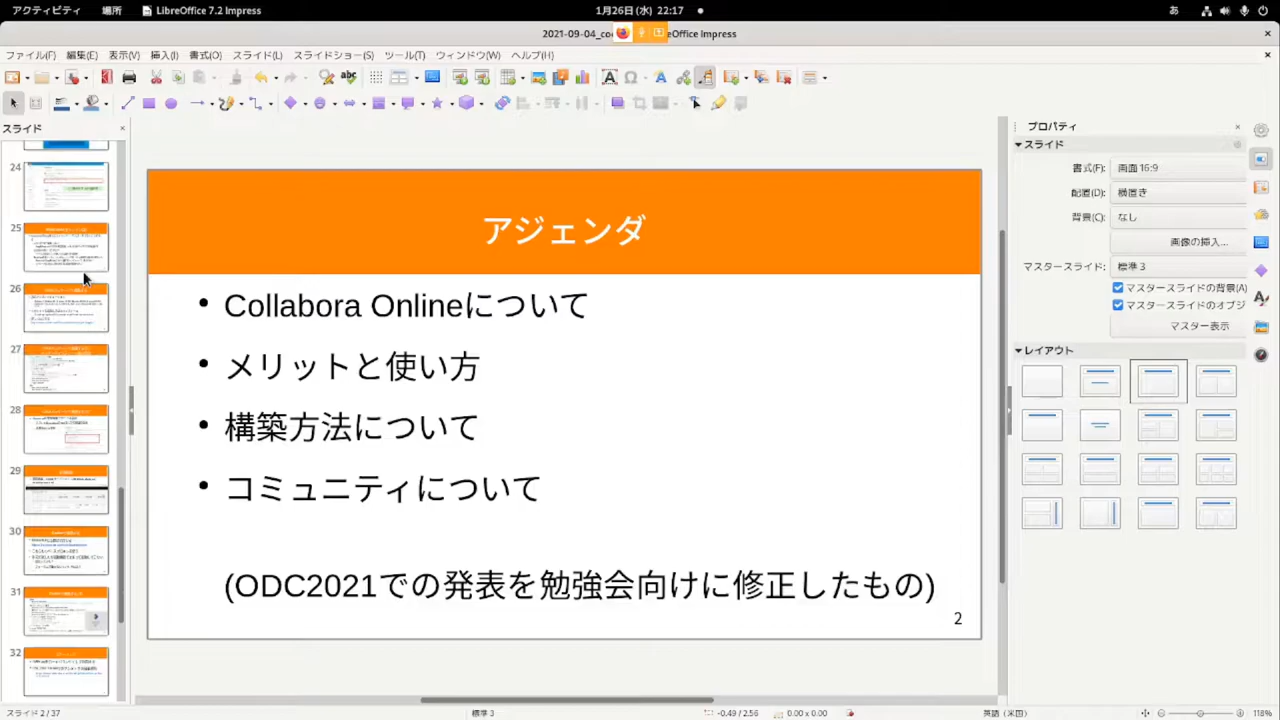 アクティビティ 場所 LibreOffice 7.2 Impress 1月26日(水) 22:17 あ
2021-09-04_co eOffice Impress
ファイル(F) 編集(E) 表示(V) 挿入(I) 書式(O) スライド(L) スライドショー(S) ツール(T) ウィンドウ(W) ヘルプ(H)
スライド
24
25
26
27
28
29
30
31
32
アジェンダ
Collabora Onlineについて
メリットと使い方
構築方法について
コミュニティについて
(ODC2021での発表を勉強会向けに修正したもの)
2
プロパティ
スライド
書式(F): 画面 16:9
配置(D): 横置き
背景(C): なし
画像の挿入...
マスタースライド: 標準 3
マスタースライドの背景(A)
マスタースライドのオブジ
マスター表示
レイアウト
スライド 2 / 37 標準 3 -0.49 / 2.56 0.00 x 0.00 英語 (米国) 118%